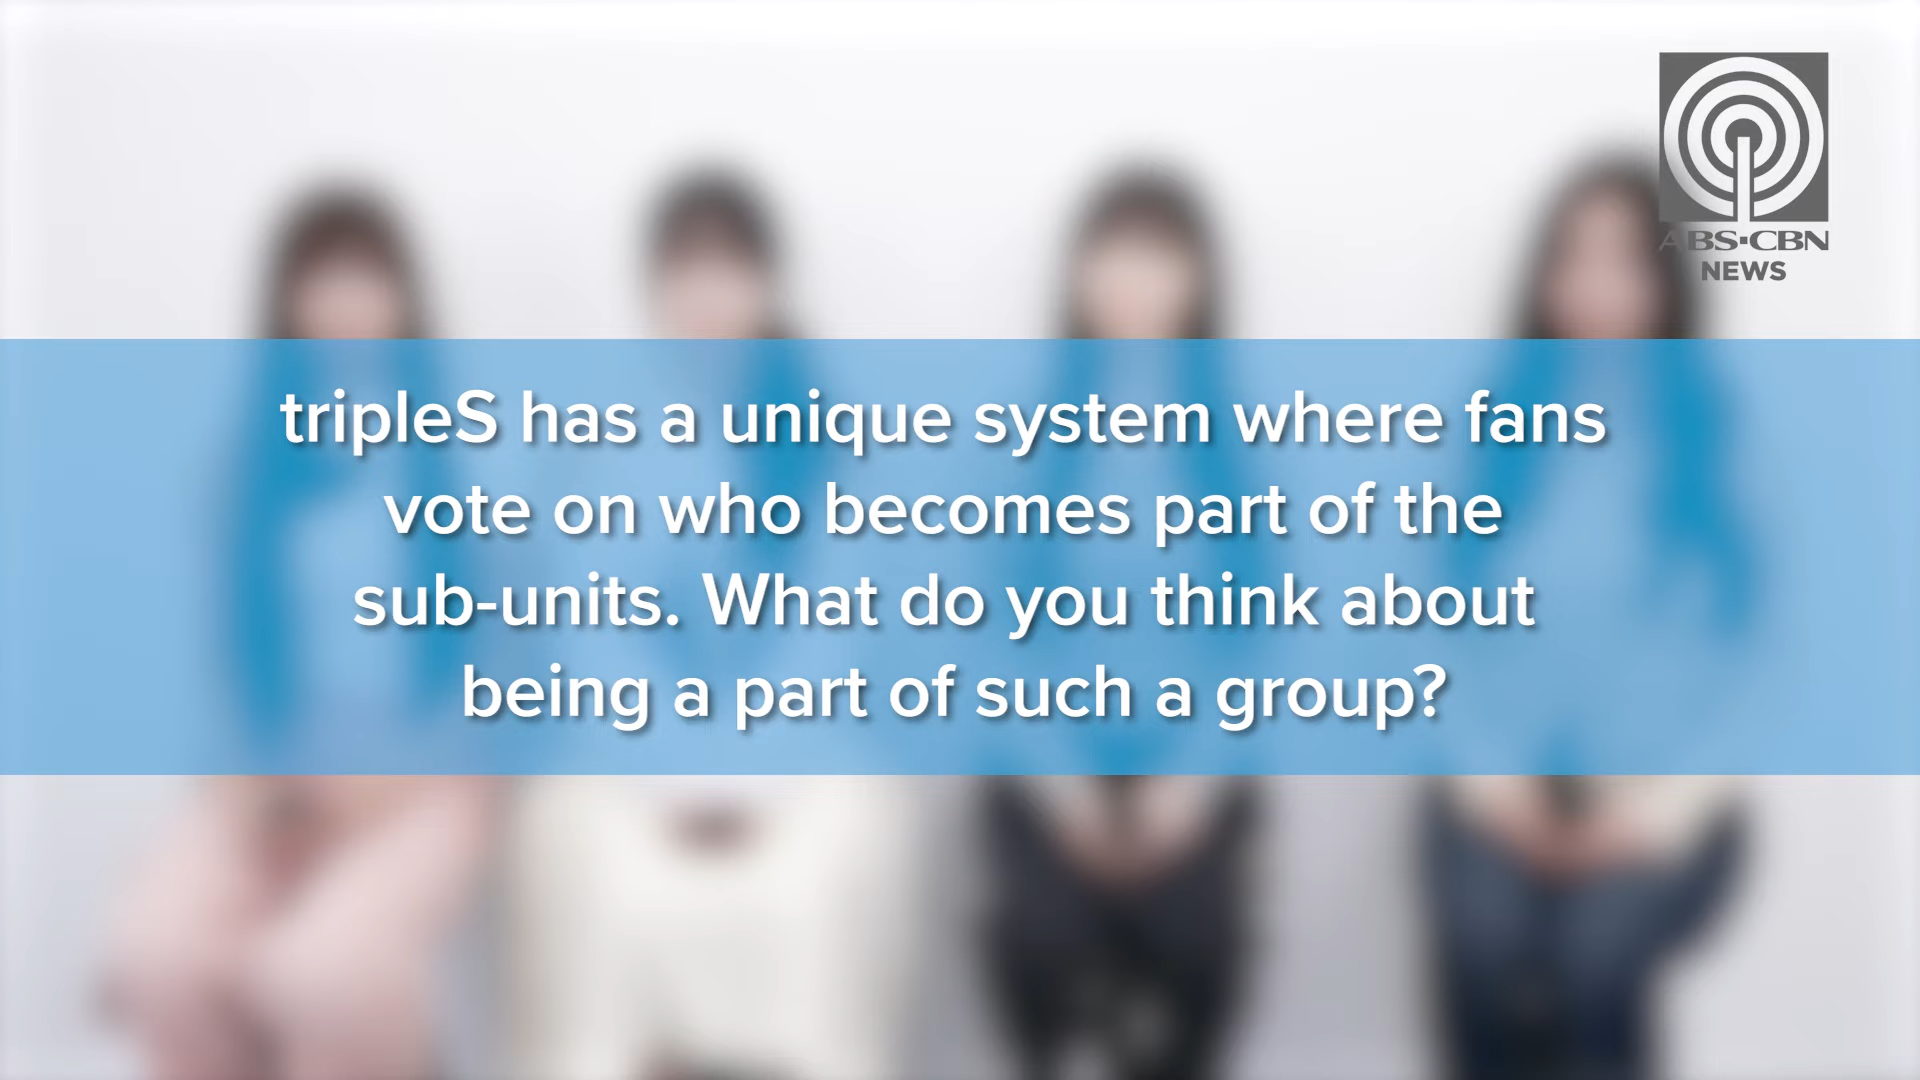 ABS-CBN
NEWS
tripleS has a unique system where fans
vote on who becomes part of the
sub-units. What do you think about
being a part of such a group?